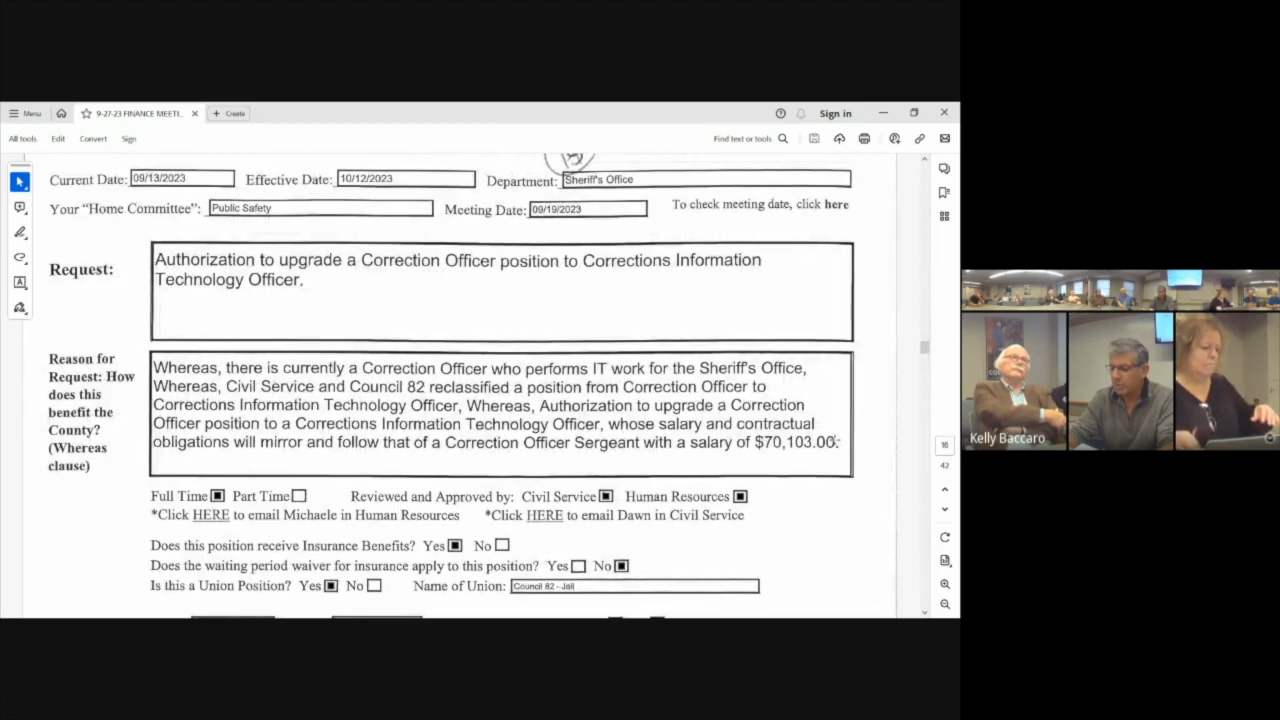 Menu
9-27-23 FINANCE MEETI...
Create
Sign in
All tools
Edit
Convert
Sign
Find text or tools
Current Date: 09/13/2023 Effective Date: 10/12/2023 Department: Sheriff's Office
Your "Home Committee": Public Safety Meeting Date: 09/19/2023 To check meeting date, click here
Request:
Authorization to upgrade a Correction Officer position to Corrections Information
Technology Officer.
Reason for
Request: How
does this
benefit the
County?
(Whereas
clause)
Whereas, there is currently a Correction Officer who performs IT work for the Sheriff's Office,
Whereas, Civil Service and Council 82 reclassified a position from Correction Officer to
Corrections Information Technology Officer, Whereas, Authorization to upgrade a Correction
Officer position to a Corrections Information Technology Officer, whose salary and contractual
obligations will mirror and follow that of a Correction Officer Sergeant with a salary of $70,103.00.
Full Time Part Time Reviewed and Approved by: Civil Service Human Resources
*Click HERE to email Michaele in Human Resources *Click HERE to email Dawn in Civil Service
Does this position receive Insurance Benefits? Yes No
Does the waiting period waiver for insurance apply to this position? Yes No
Is this a Union Position? Yes No Name of Union: Council 82 - Jail
18
42
Kelly Baccaro